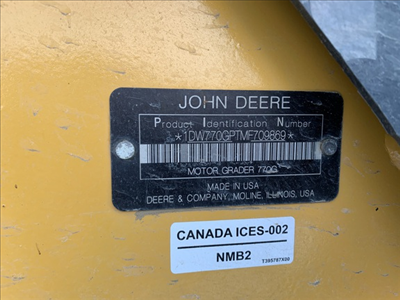 JOHN DEERE
Product Identification Number
*1DW770GPTMF709869*
MOTOR GRADER 770G
MADE IN USA
DEERE & COMPANY, MOLINE, ILLINOIS, USA
CANADA ICES-002
NMB2
T395787X00